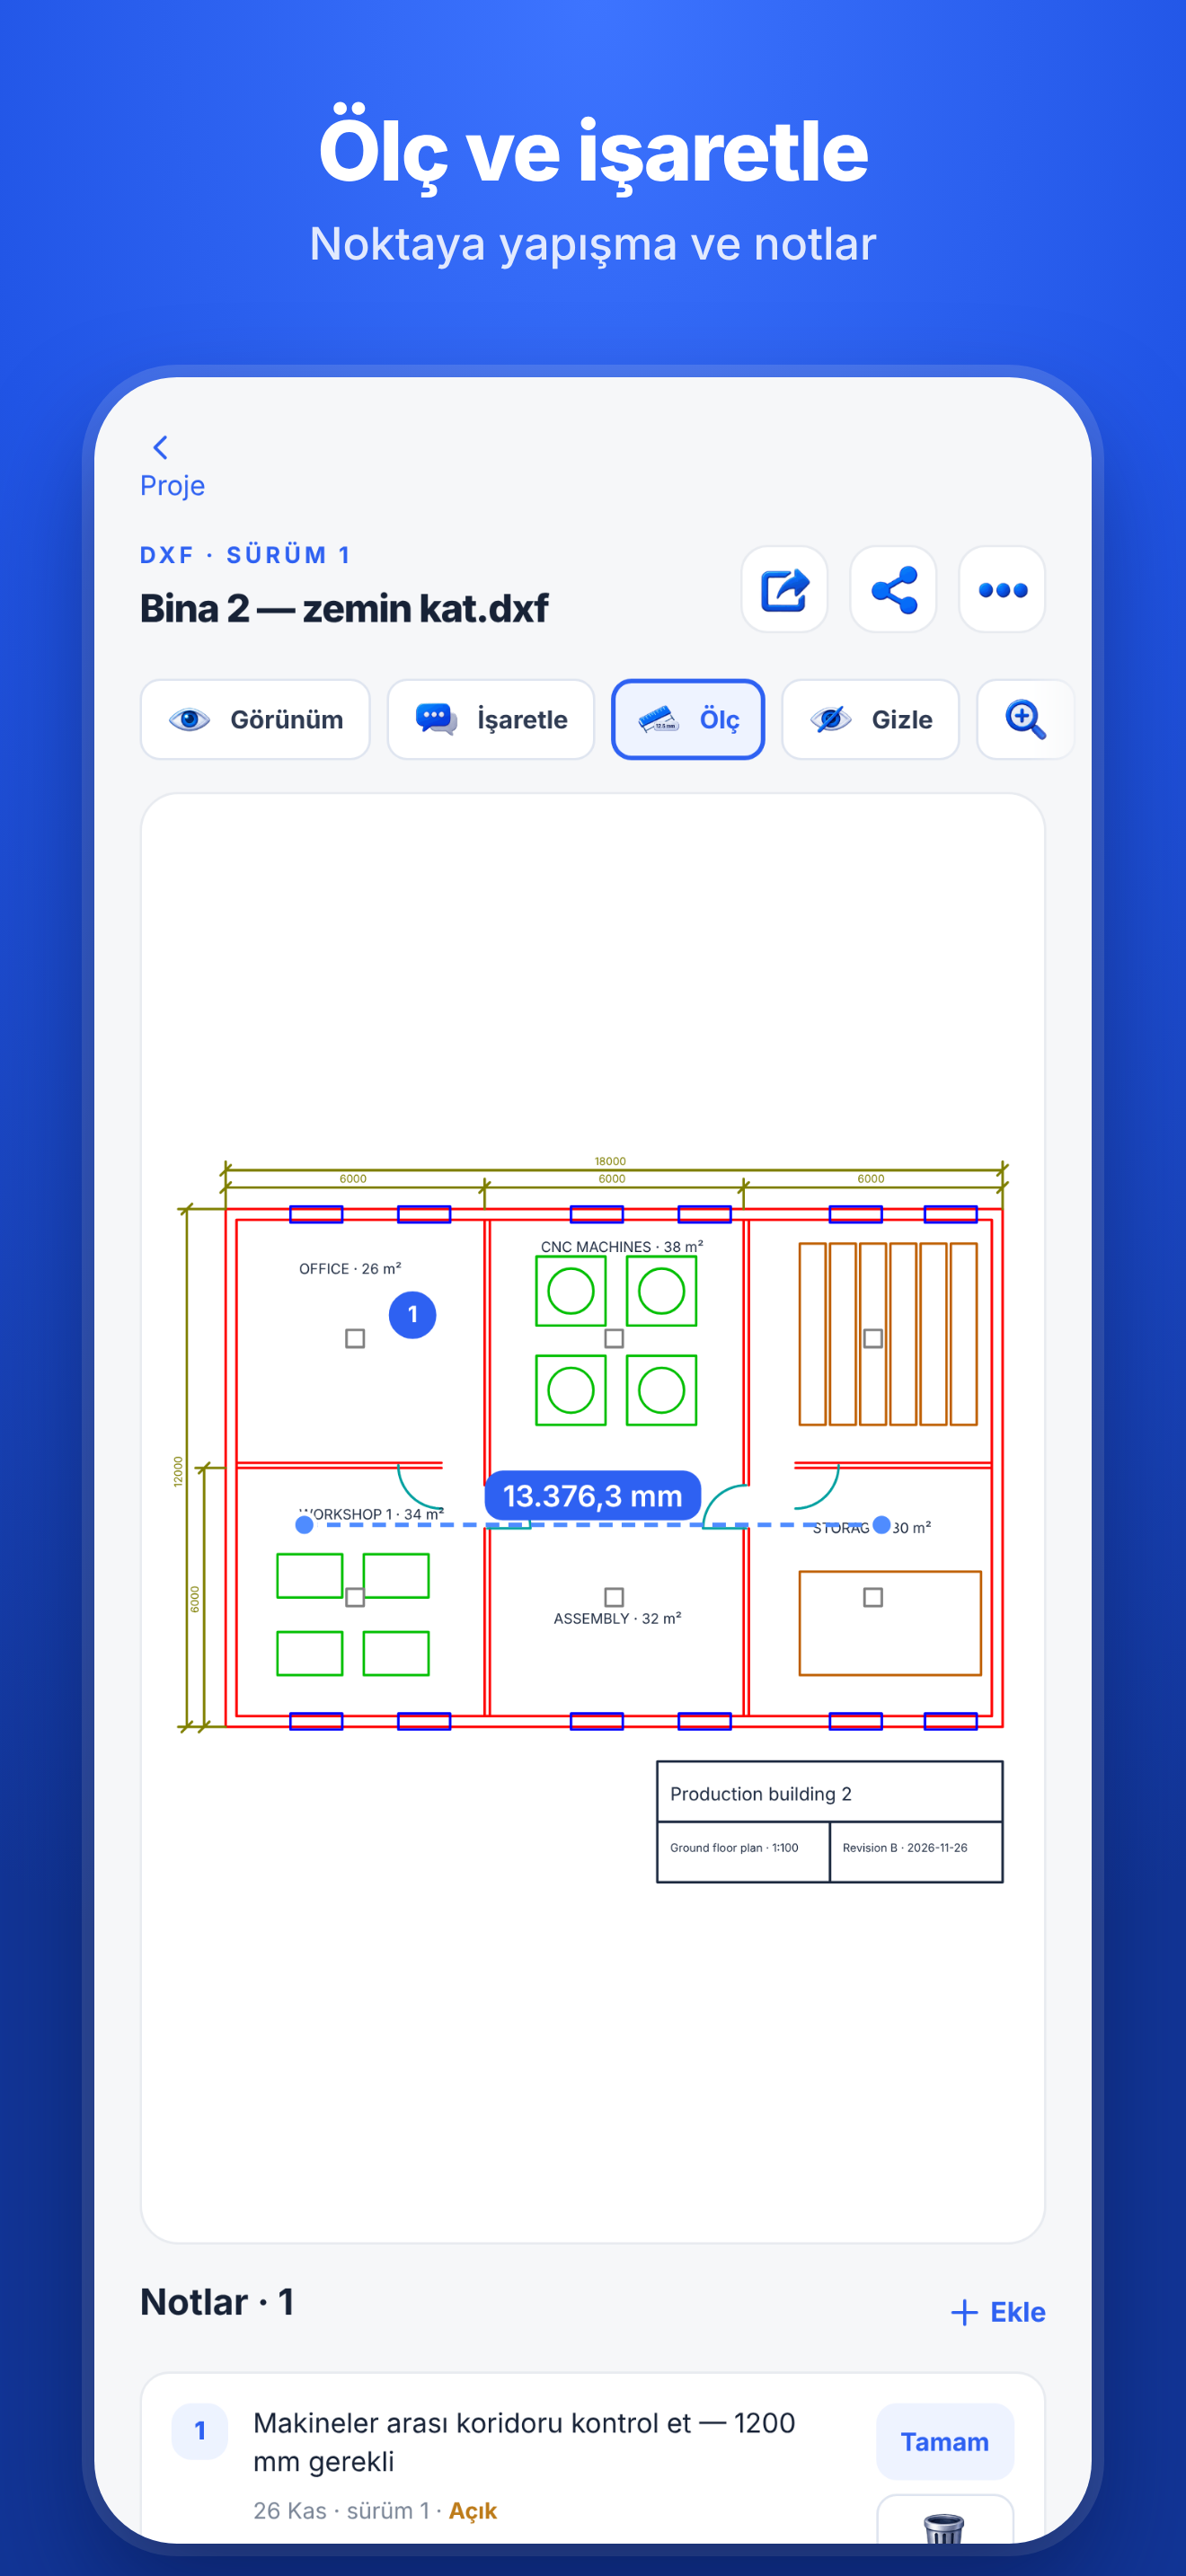 Ölç ve işaretle
Noktaya yapışma ve notlar
Proje
DXF · SÜRÜM 1
Bina 2 — zemin kat.dxf
Görünüm
İşaretle
Ölç
Gizle
18000
6000
6000
6000
CNC MACHINES · 38 m²
OFFICE · 26 m²
1
12000
13.376,3 mm
WORKSHOP 1 · 34 m²
30 m²
6000
ASSEMBLY · 32 m²
Production building 2
Ground floor plan · 1:100
Revision B · 2026-11-26
Notlar · 1
Ekle
1
Makineler arası koridoru kontrol et — 1200
mm gerekli
Tamam
26 Kas · sürüm 1 · Açık